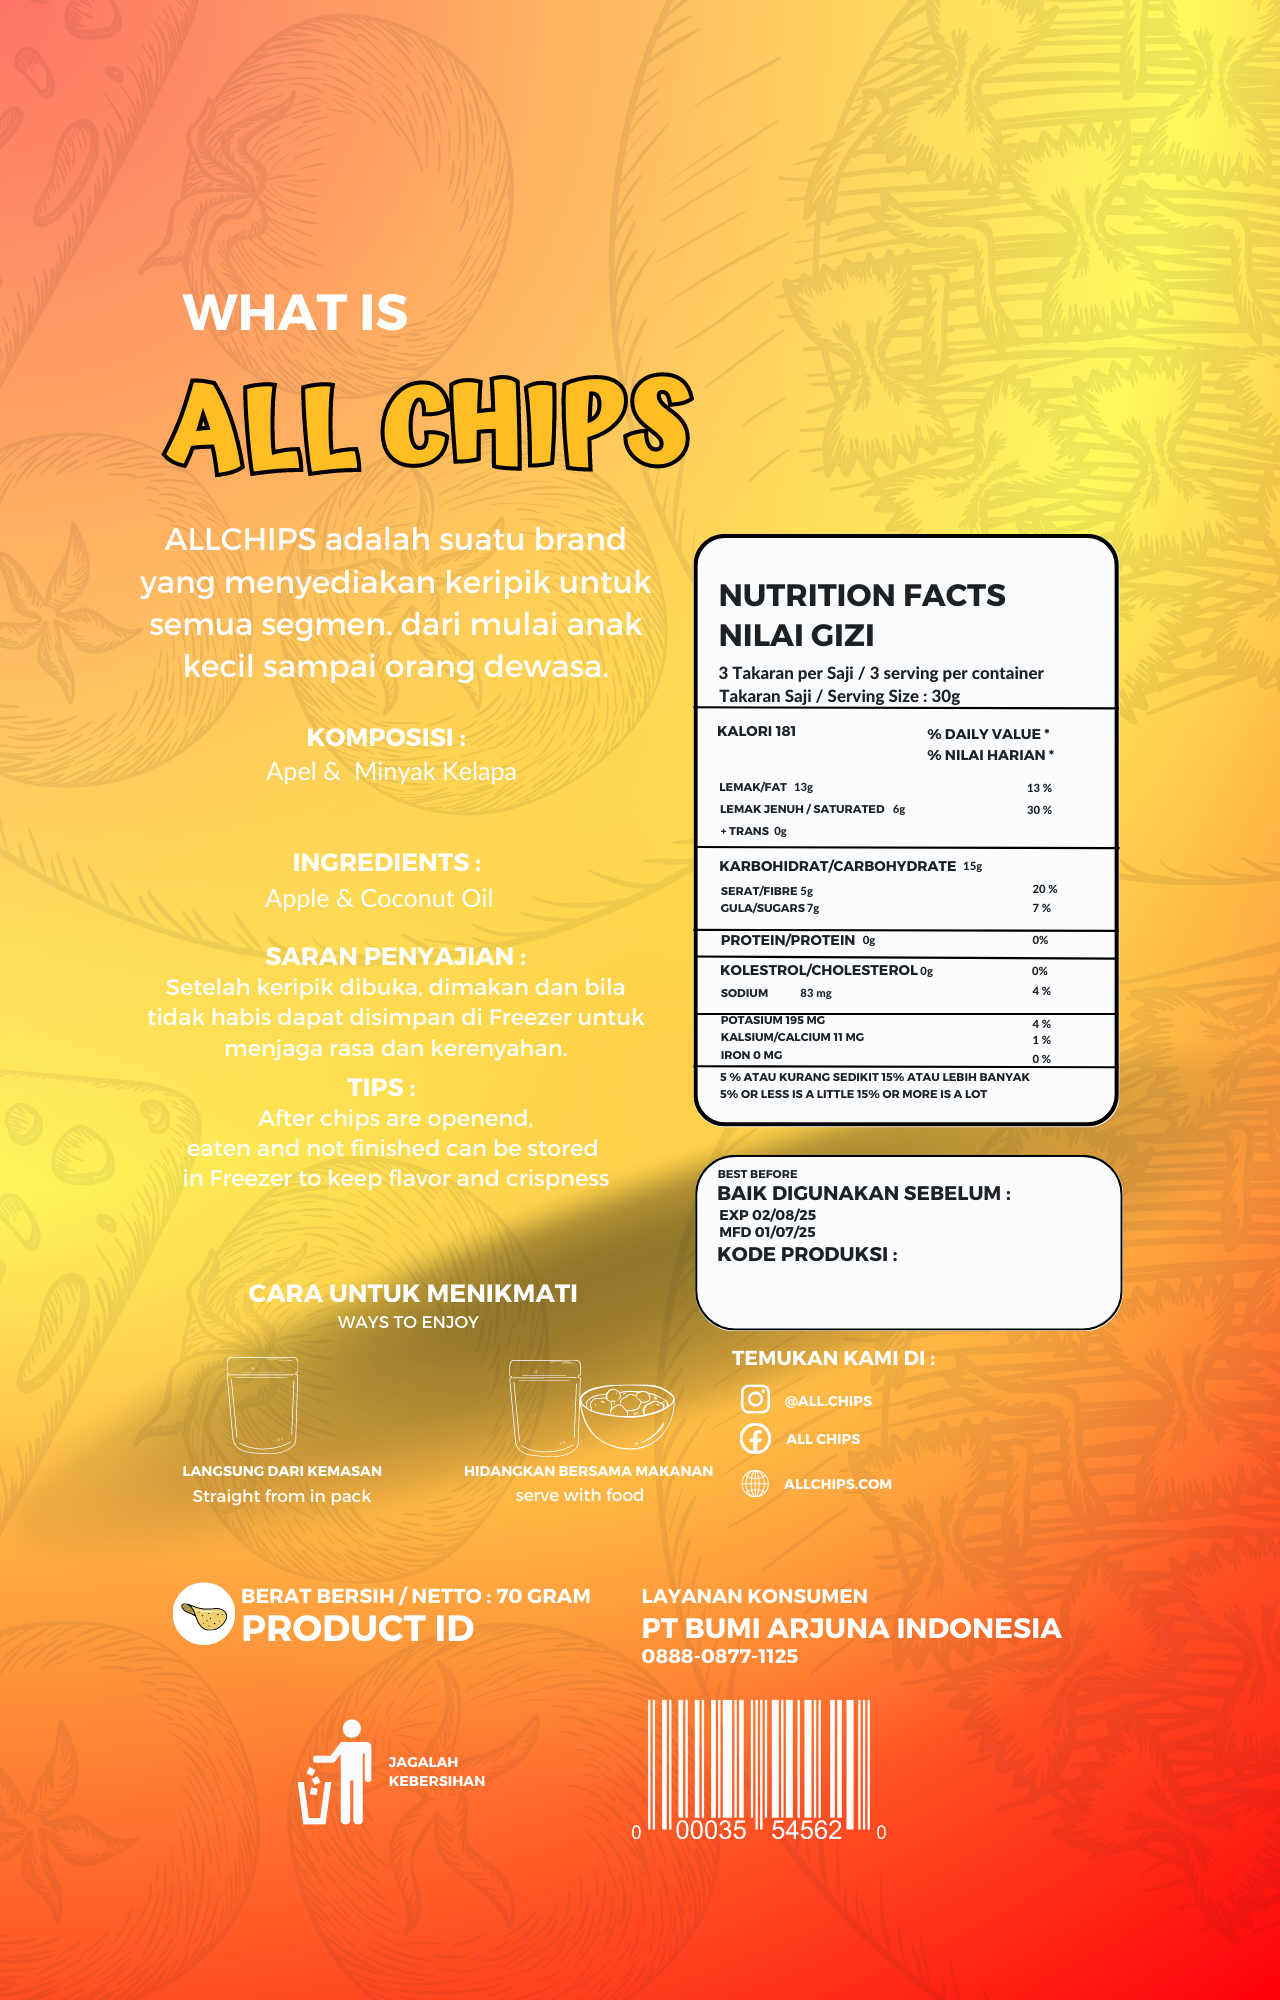 WHAT IS
ALL CHIPS
ALLCHIPS adalah suatu brand
yang menyediakan keripik untuk
semua segmen. dari mulai anak
kecil sampai orang dewasa.
KOMPOSISI :
Apel & Minyak Kelapa
INGREDIENTS :
Apple & Coconut Oil
SARAN PENYAJIAN :
Setelah keripik dibuka, dimakan dan bila
tidak habis dapat disimpan di Freezer untuk
menjaga rasa dan kerenyahan.
TIPS :
After chips are openend,
eaten and not finished can be stored
in Freezer to keep flavor and crispness
NUTRITION FACTS
NILAI GIZI
3 Takaran per Saji / 3 serving per container
Takaran Saji / Serving Size : 30g
KALORI 181
% DAILY VALUE *
% NILAI HARIAN *
LEMAK/FAT 13g 13 %
LEMAK JENUH / SATURATED 6g 30 %
+ TRANS 0g
KARBOHIDRAT/CARBOHYDRATE 15g
SERAT/FIBRE 5g 20 %
GULA/SUGARS 7g 7 %
PROTEIN/PROTEIN 0g 0%
KOLESTROL/CHOLESTEROL 0g 0%
SODIUM 83 mg 4 %
POTASIUM 195 MG 4 %
KALSIUM/CALCIUM 11 MG 1 %
IRON 0 MG 0 %
5 % ATAU KURANG SEDIKIT 15% ATAU LEBIH BANYAK
5% OR LESS IS A LITTLE 15% OR MORE IS A LOT
BEST BEFORE
BAIK DIGUNAKAN SEBELUM :
EXP 02/08/25
MFD 01/07/25
KODE PRODUKSI :
CARA UNTUK MENIKMATI
WAYS TO ENJOY
LANGSUNG DARI KEMASAN
Straight from in pack
HIDANGKAN BERSAMA MAKANAN
serve with food
TEMUKAN KAMI DI :
@ALL.CHIPS
ALL CHIPS
ALLCHIPS.COM
BERAT BERSIH / NETTO : 70 GRAM
PRODUCT ID
LAYANAN KONSUMEN
PT BUMI ARJUNA INDONESIA
0888-0877-1125
JAGALAH
KEBERSIHAN
0 00035 54562 0